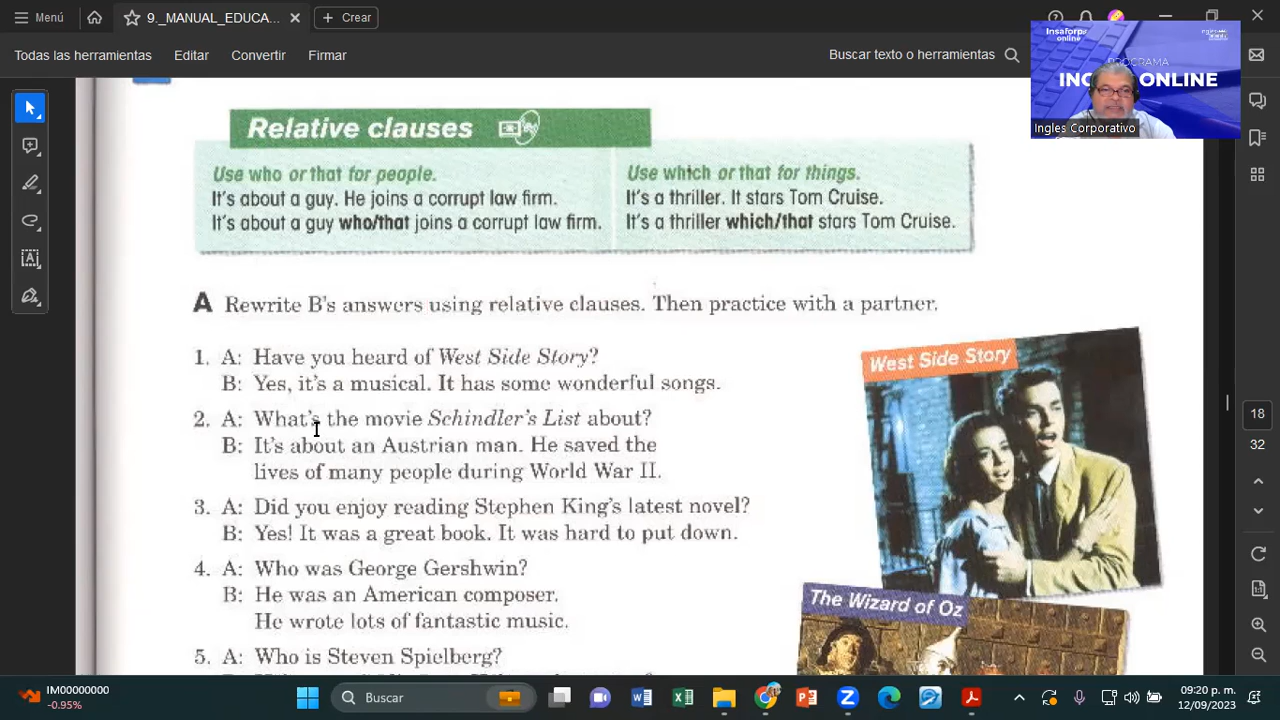 Menú
9._MANUAL_EDUCA...
Crear
Todas las herramientas
Editar
Convertir
Firmar
Buscar texto o herramientas
Insaforp
online
PROGRAMA
INGLES ONLINE
Ingles Corporativo
Relative clauses
Use who or that for people.
It's about a guy. He joins a corrupt law firm.
It's about a guy who/that joins a corrupt law firm.
Use which or that for things.
It's a thriller. It stars Tom Cruise.
It's a thriller which/that stars Tom Cruise.
A Rewrite B's answers using relative clauses. Then practice with a partner.
1. A: Have you heard of West Side Story?
B: Yes, it's a musical. It has some wonderful songs.
2. A: What's the movie Schindler's List about?
B: It's about an Austrian man. He saved the
lives of many people during World War II.
3. A: Did you enjoy reading Stephen King's latest novel?
B: Yes! It was a great book. It was hard to put down.
4. A: Who was George Gershwin?
B: He was an American composer.
He wrote lots of fantastic music.
5. A: Who is Steven Spielberg?
West Side Story
The Wizard of Oz
18
32
IM00000000
-0.95%
Buscar
09:20 p. m.
12/09/2023